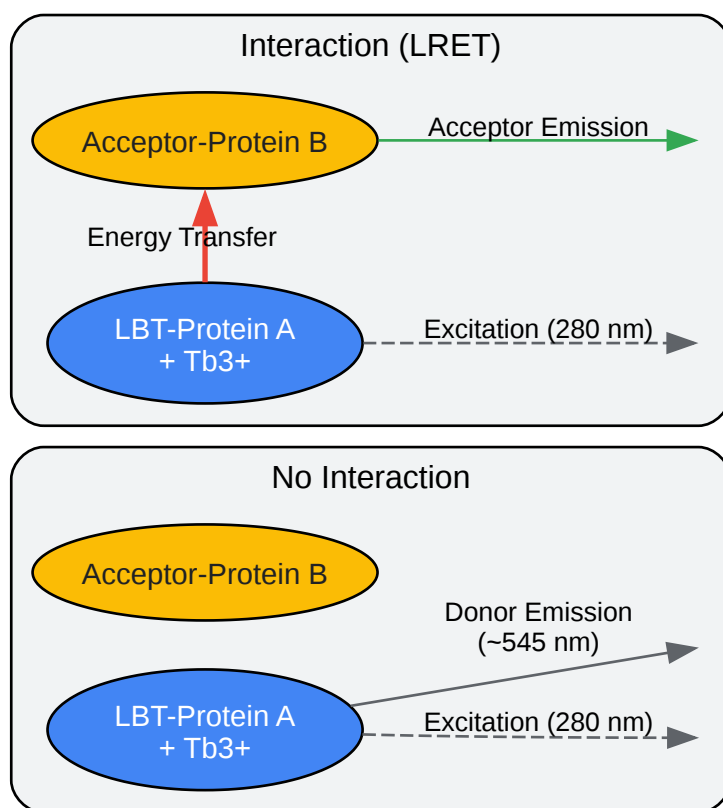 Interaction (LRET)
Acceptor-Protein B
Acceptor Emission
Energy Transfer
LBT-Protein A
+ Tb3+
Excitation (280 nm)
No Interaction
Acceptor-Protein B
Donor Emission
(~545 nm)
LBT-Protein A
+ Tb3+
Excitation (280 nm)